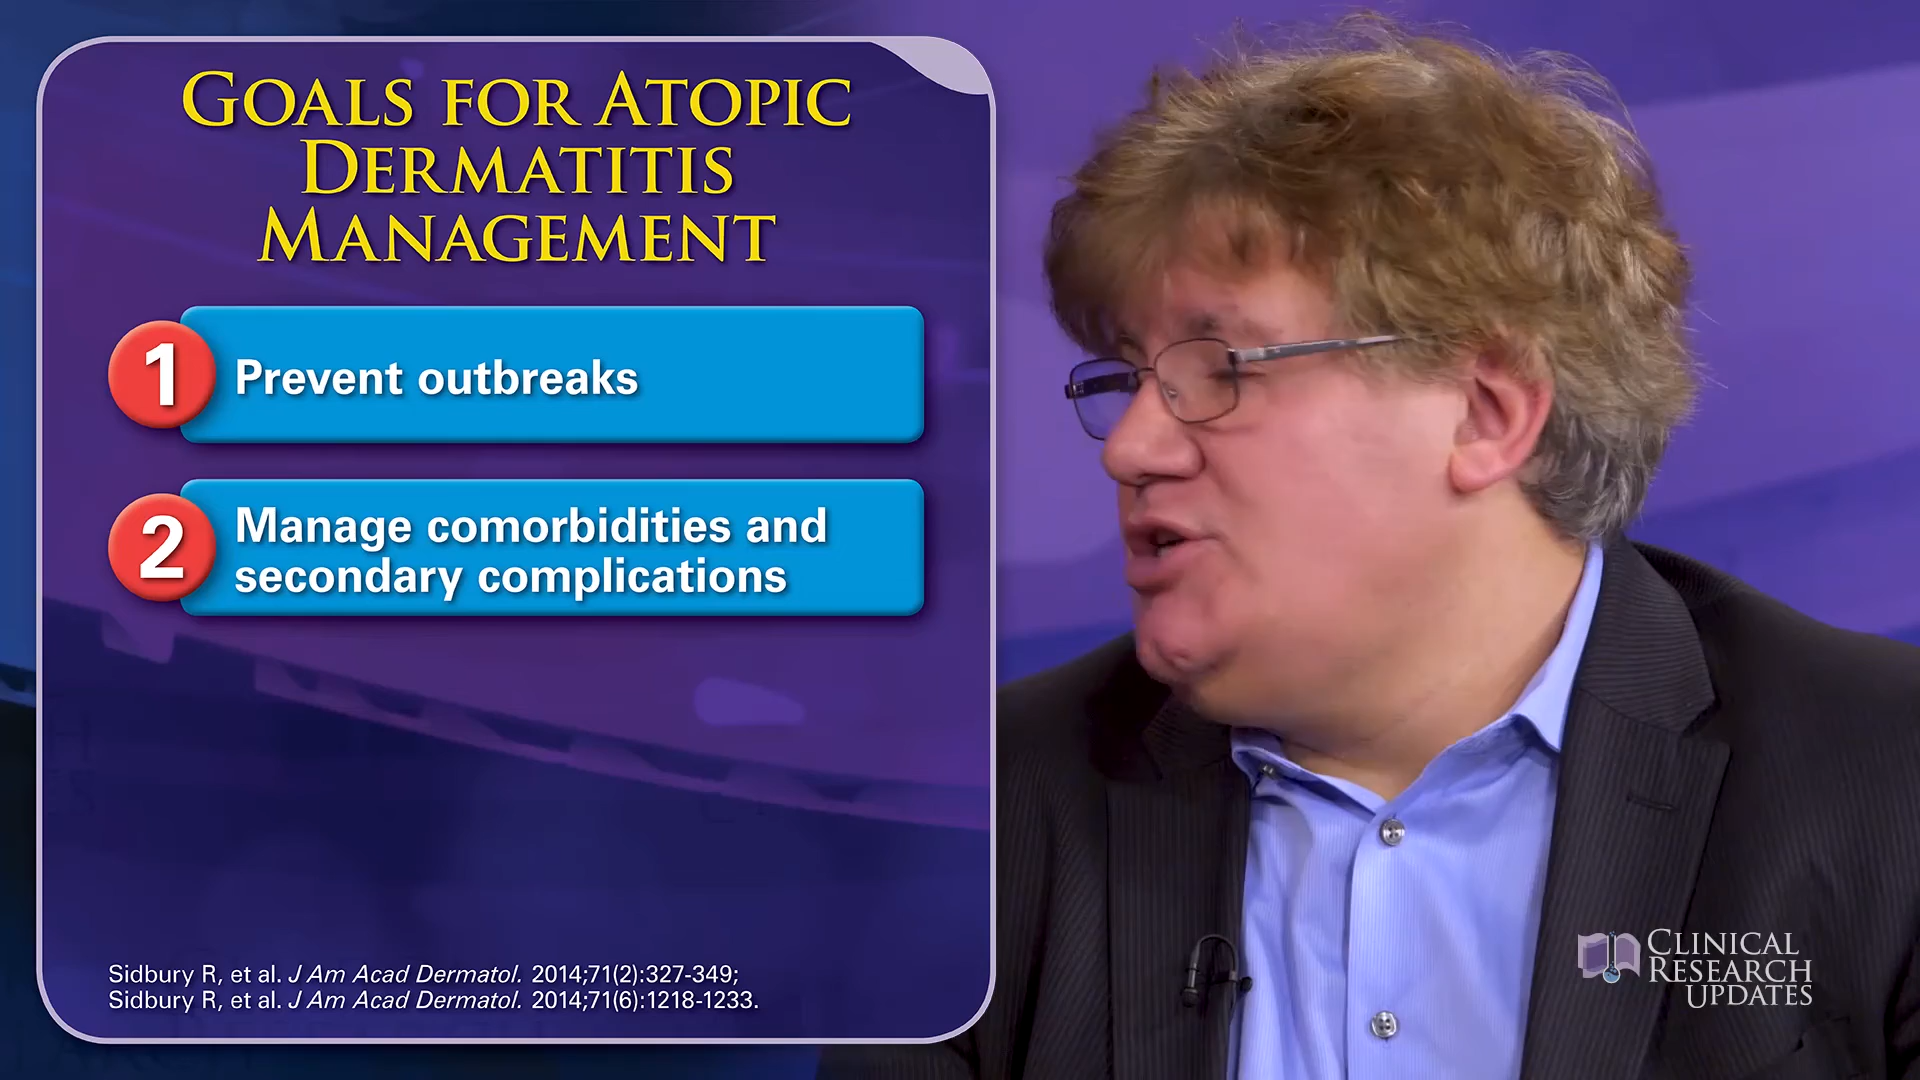 GOALS FOR ATOPIC
DERMATITIS
MANAGEMENT
1
Prevent outbreaks
2
Manage comorbidities and
secondary complications
Sidbury R, et al. J Am Acad Dermatol. 2014;71(2):327-349;
Sidbury R, et al. J Am Acad Dermatol. 2014;71(6):1218-1233.
CLINICAL
RESEARCH
UPDATES